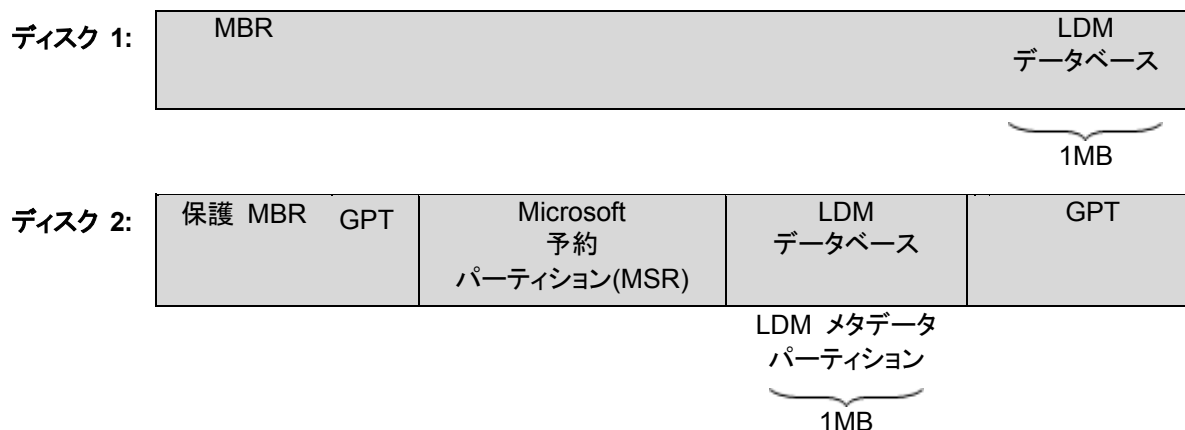 ディスク 1:
MBR
LDM
データベース
1MB
ディスク 2:
保護 MBR
GPT
Microsoft
予約
パーティション(MSR)
LDM
データベース
GPT
LDM メタデータ
パーティション
1MB